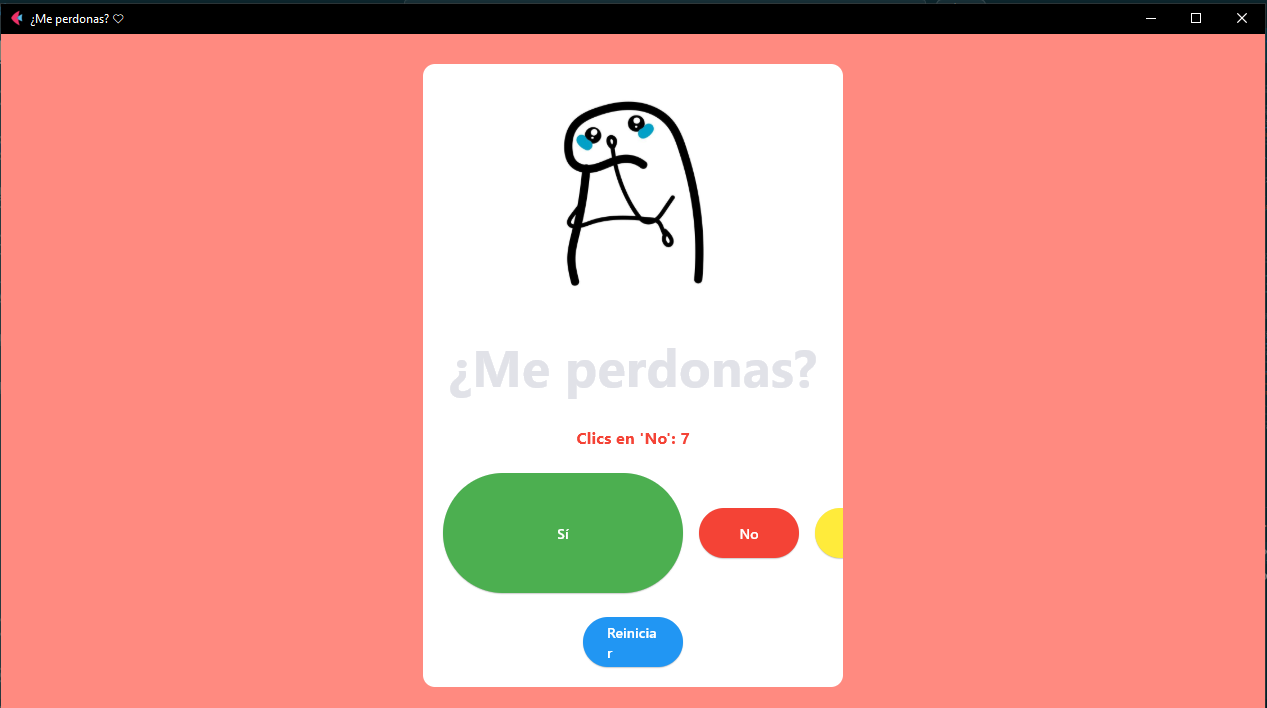 ¿Me perdonas? ♡
¿Me perdonas?
Clics en 'No': 7
Sí
No
Reinicia
r